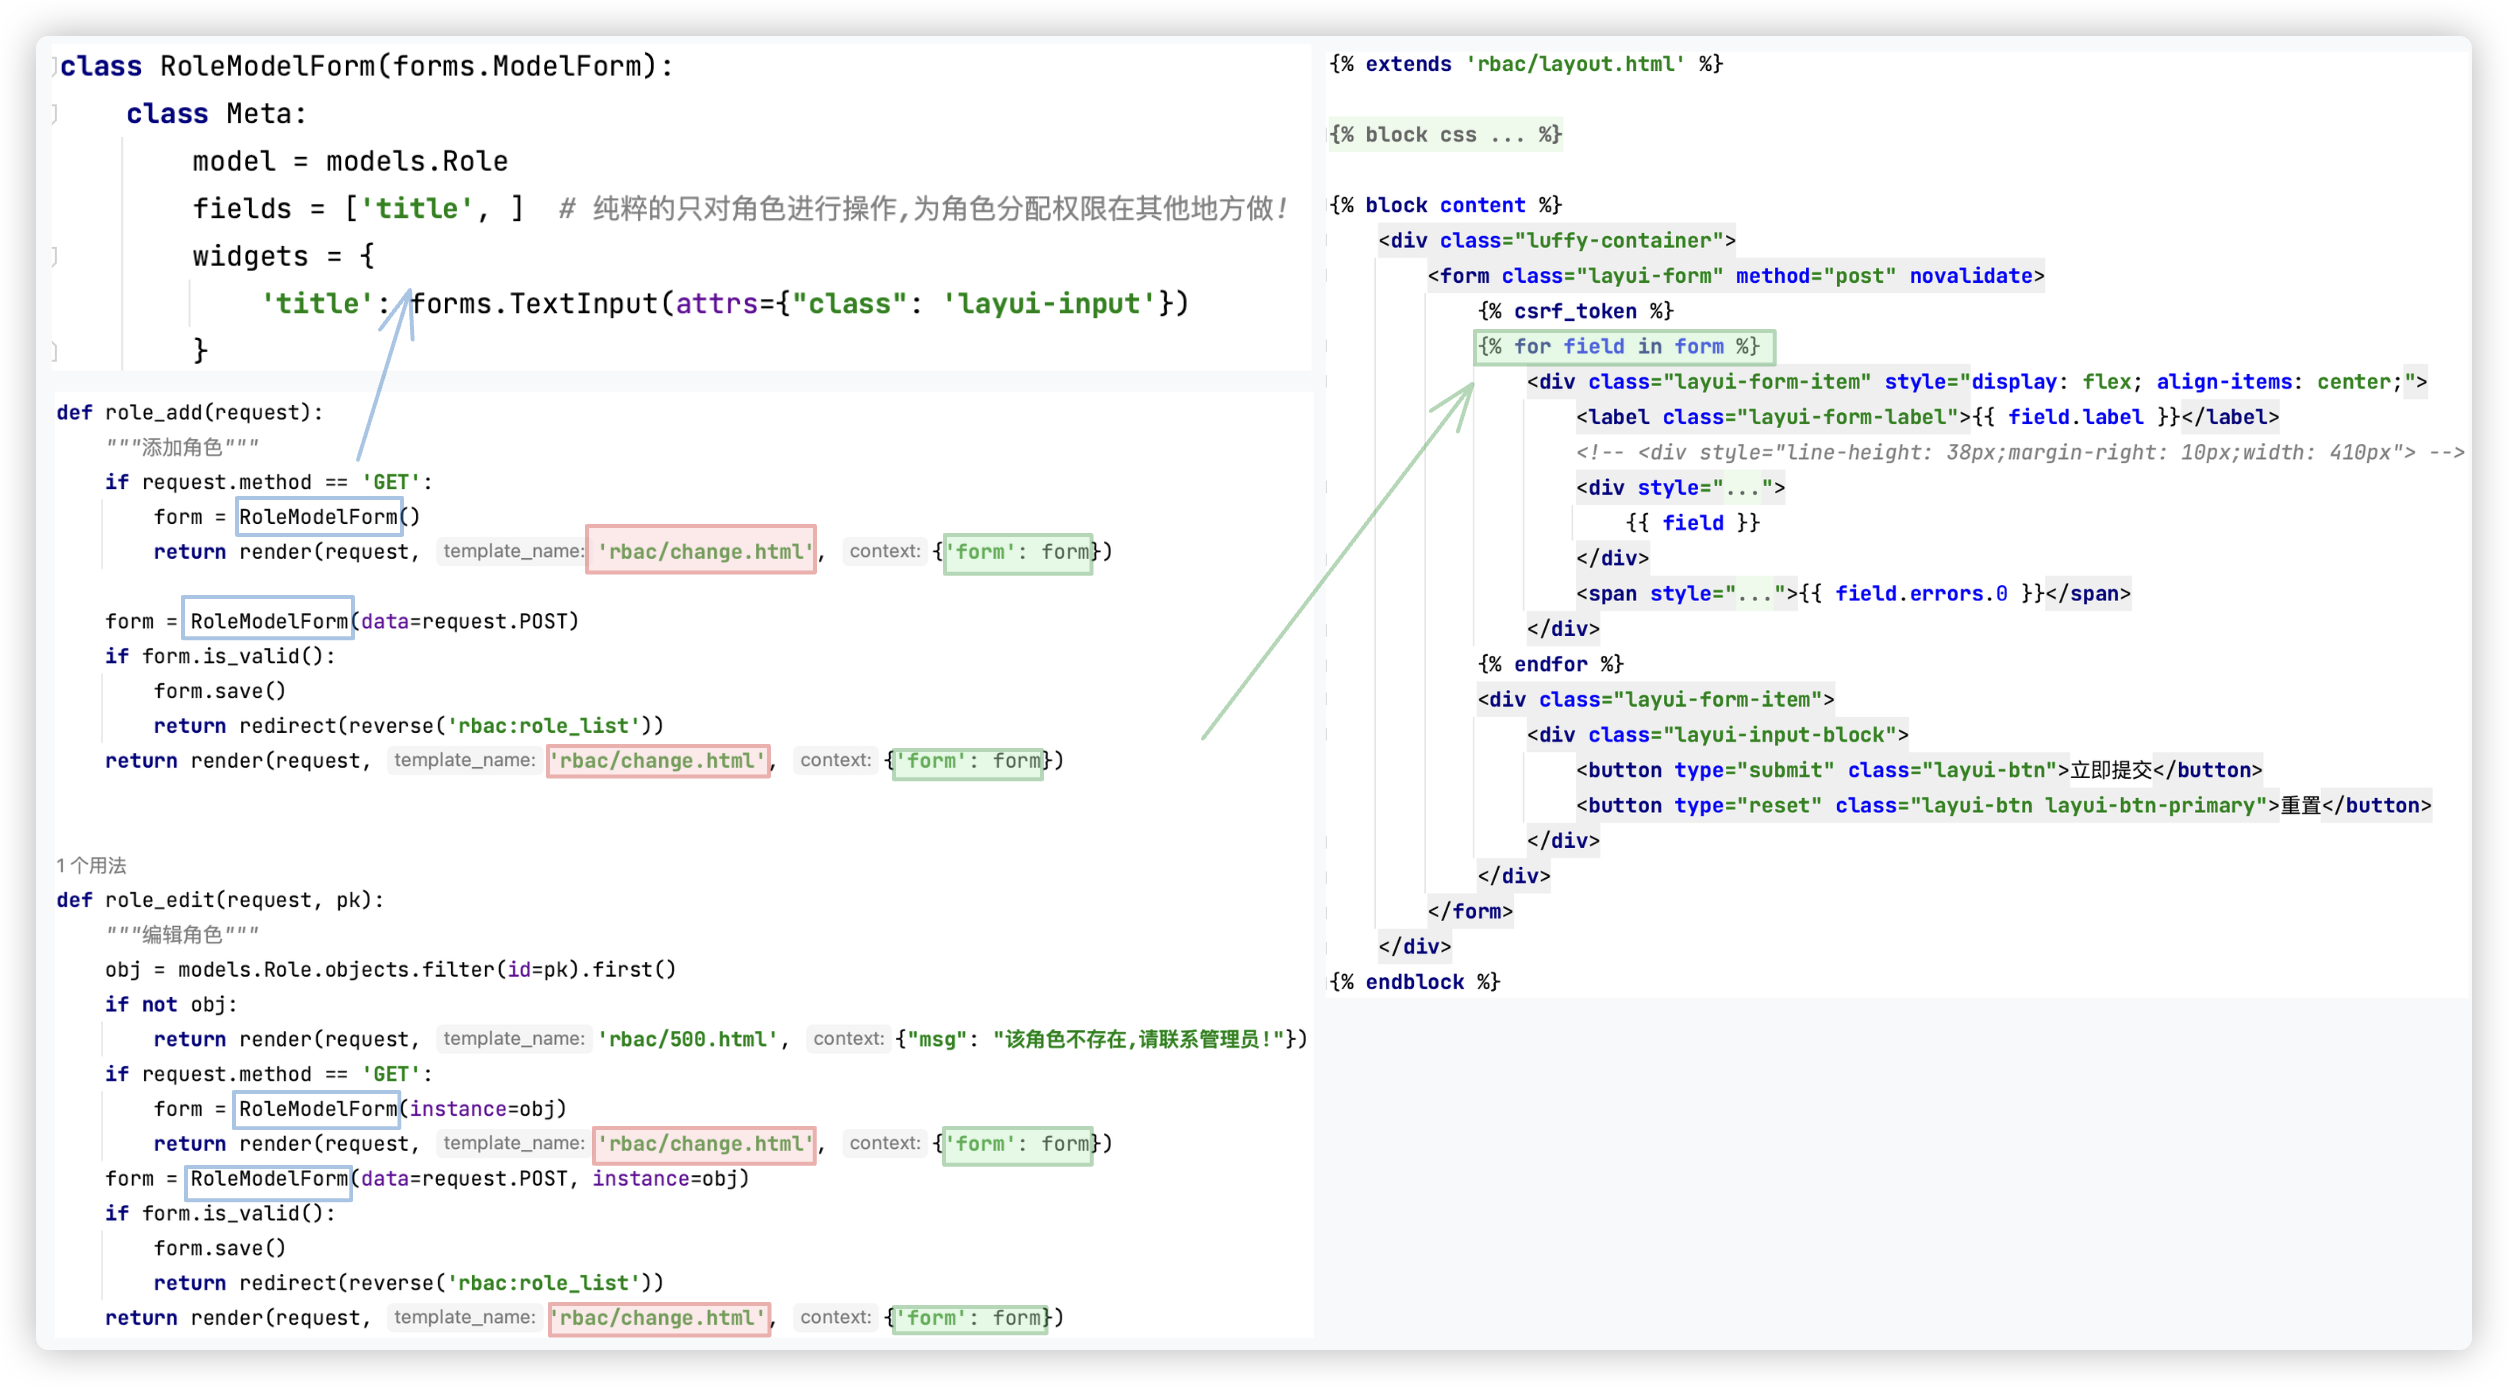 class RoleModelForm(forms.ModelForm):
    class Meta:
        model = models.Role
        fields = ['title', ]  # 纯粹的只对角色进行操作,为角色分配权限在其他地方做!
        widgets = {
            'title': forms.TextInput(attrs={"class": 'layui-input'})
        }
def role_add(request):
    """添加角色"""
    if request.method == 'GET':
        form = RoleModelForm()
        return render(request, template_name: 'rbac/change.html', context: {'form': form})
    form = RoleModelForm(data=request.POST)
    if form.is_valid():
        form.save()
        return redirect(reverse('rbac:role_list'))
    return render(request, template_name: 'rbac/change.html', context: {'form': form})
1个用法
def role_edit(request, pk):
    """编辑角色"""
    obj = models.Role.objects.filter(id=pk).first()
    if not obj:
        return render(request, template_name: 'rbac/500.html', context: {"msg": "该角色不存在,请联系管理员!"})
    if request.method == 'GET':
        form = RoleModelForm(instance=obj)
        return render(request, template_name: 'rbac/change.html', context: {'form': form})
    form = RoleModelForm(data=request.POST, instance=obj)
    if form.is_valid():
        form.save()
        return redirect(reverse('rbac:role_list'))
    return render(request, template_name: 'rbac/change.html', context: {'form': form})
{% extends 'rbac/layout.html' %}
{% block css ... %}
{% block content %}
    <div class="luffy-container">
        <form class="layui-form" method="post" novalidate>
            {% csrf_token %}
            {% for field in form %}
                <div class="layui-form-item" style="display: flex; align-items: center;">
                    <label class="layui-form-label">{{ field.label }}</label>
                    <!-- <div style="line-height: 38px;margin-right: 10px;width: 410px"> -->
                    <div style="...">
                        {{ field }}
                    </div>
                    <span style="...">{{ field.errors.0 }}</span>
                </div>
            {% endfor %}
            <div class="layui-form-item">
                <div class="layui-input-block">
                    <button type="submit" class="layui-btn">立即提交</button>
                    <button type="reset" class="layui-btn layui-btn-primary">重置</button>
                </div>
            </div>
        </form>
    </div>
{% endblock %}